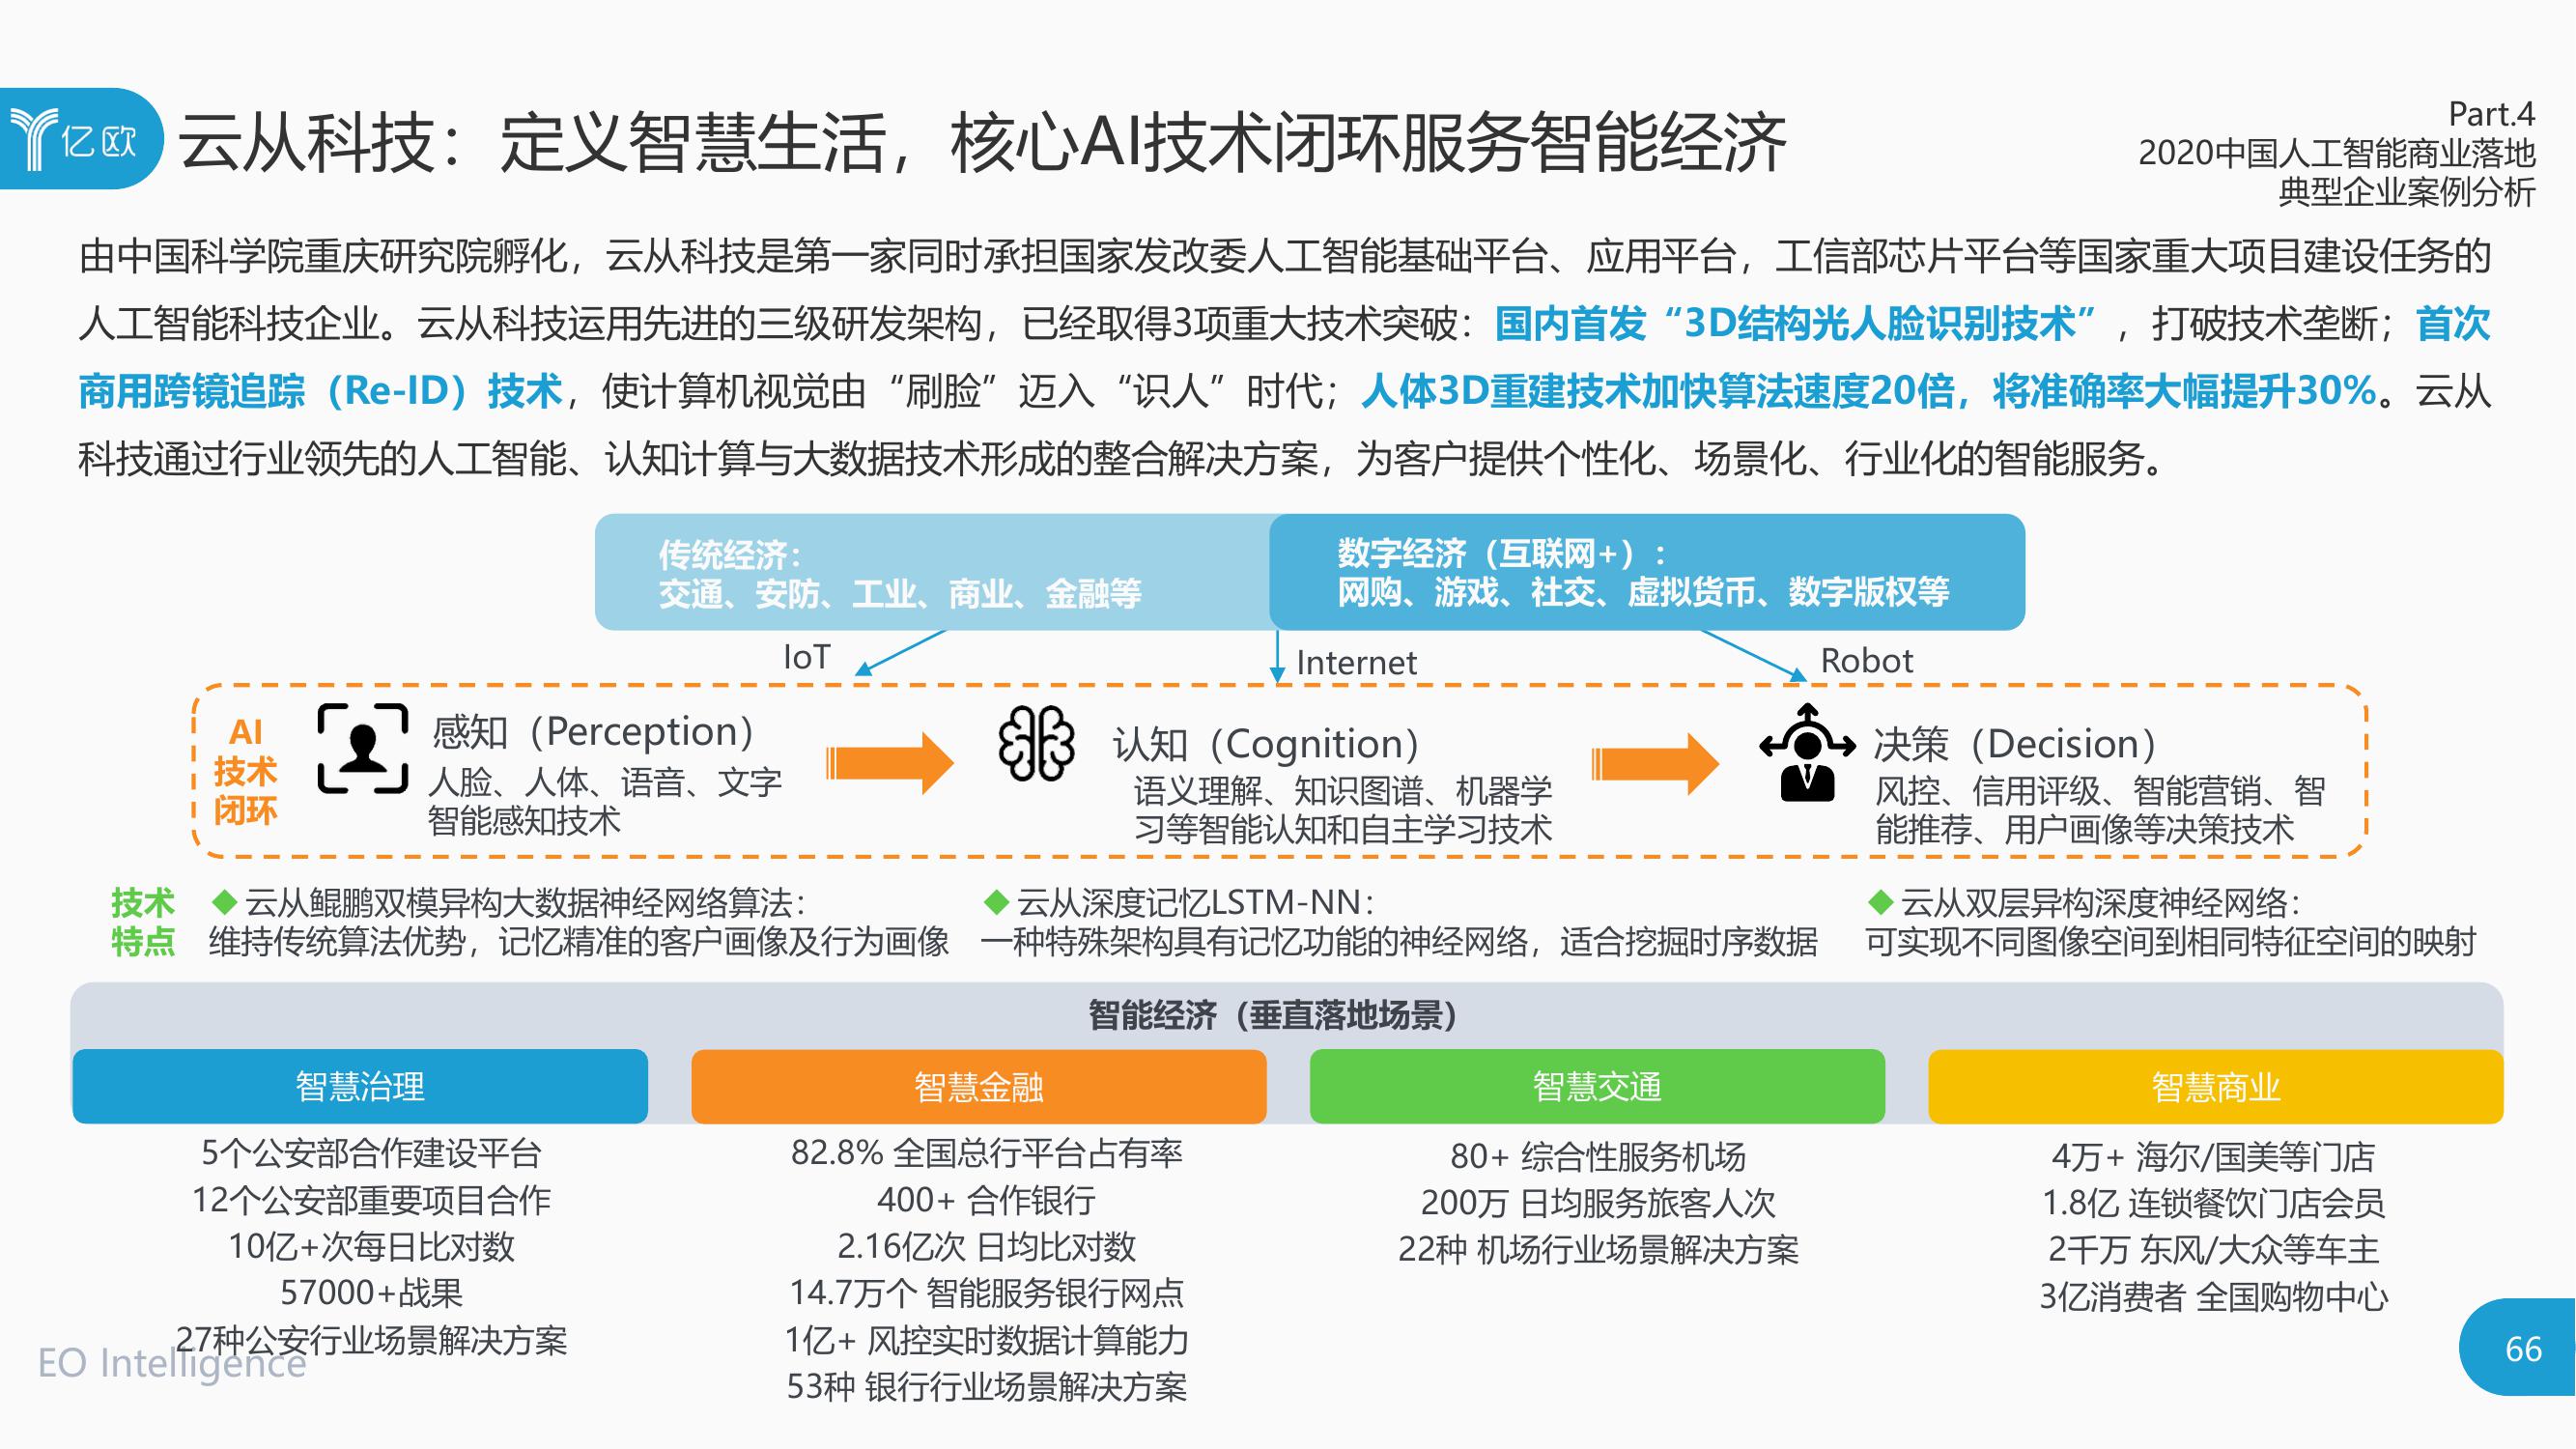 亿欧
云从科技：定义智慧生活，核心AI技术闭环服务智能经济
Part.4
2020中国人工智能商业落地
典型企业案例分析
由中国科学院重庆研究院孵化，云从科技是第一家同时承担国家发改委人工智能基础平台、应用平台，工信部芯片平台等国家重大项目建设任务的
人工智能科技企业。云从科技运用先进的三级研发架构，已经取得3项重大技术突破：国内首发“3D结构光人脸识别技术”，打破技术垄断；首次
商用跨镜追踪（Re-ID）技术，使计算机视觉由“刷脸”迈入“识人”时代；人体3D重建技术加快算法速度20倍，将准确率大幅提升30%。云从
科技通过行业领先的人工智能、认知计算与大数据技术形成的整合解决方案，为客户提供个性化、场景化、行业化的智能服务。
传统经济：
交通、安防、工业、商业、金融等
数字经济（互联网+）：
网购、游戏、社交、虚拟货币、数字版权等
IoT
Internet
Robot
AI
技术
闭环
感知（Perception）
人脸、人体、语音、文字
智能感知技术
认知（Cognition）
语义理解、知识图谱、机器学
习等智能认知和自主学习技术
决策（Decision）
风控、信用评级、智能营销、智
能推荐、用户画像等决策技术
技术
特点
◆云从鲲鹏双模异构大数据神经网络算法：
维持传统算法优势，记忆精准的客户画像及行为画像
◆云从深度记忆LSTM-NN：
一种特殊架构具有记忆功能的神经网络，适合挖掘时序数据
◆云从双层异构深度神经网络：
可实现不同图像空间到相同特征空间的映射
智能经济（垂直落地场景）
智慧治理
5个公安部合作建设平台
12个公安部重要项目合作
10亿+次每日比对数
57000+战果
27种公安行业场景解决方案
智慧金融
82.8% 全国总行平台占有率
400+ 合作银行
2.16亿次 日均比对数
14.7万个 智能服务银行网点
1亿+ 风控实时数据计算能力
53种 银行行业场景解决方案
智慧交通
80+ 综合性服务机场
200万 日均服务旅客人次
22种 机场行业场景解决方案
智慧商业
4万+ 海尔/国美等门店
1.8亿 连锁餐饮门店会员
2千万 东风/大众等车主
3亿消费者 全国购物中心
EO Intelligence
66